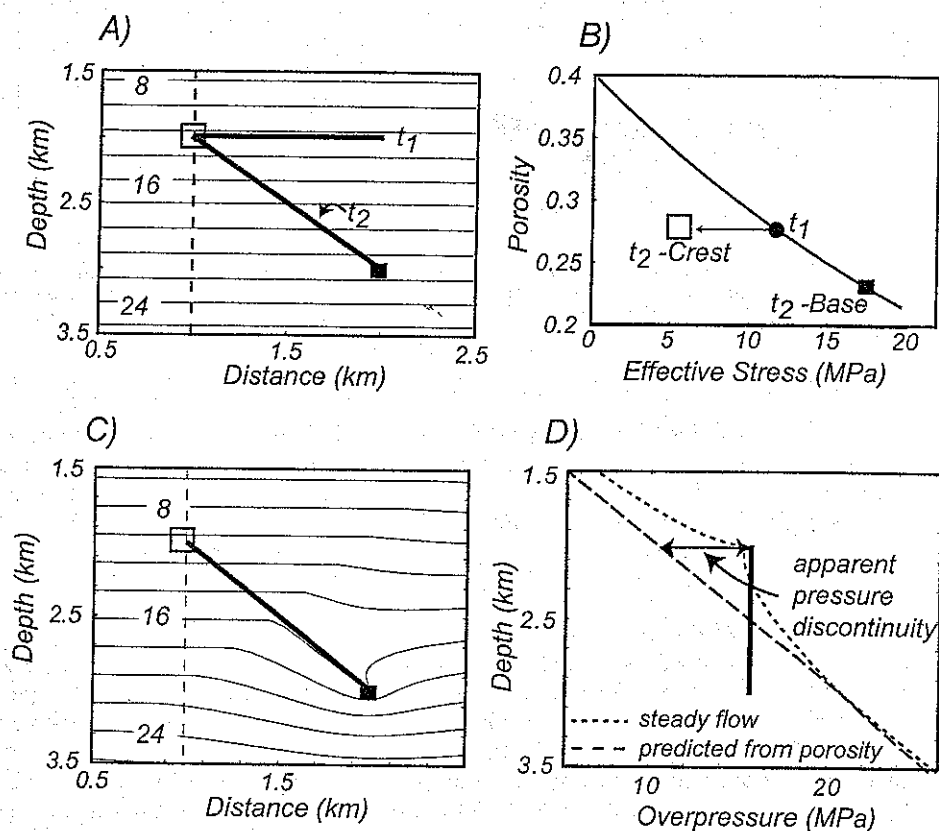 A)
1.5
8
t1
16
2.5
t2
24
3.5
0.5
1.5
2.5
Depth (km)
Distance (km)
B)
0.4
0.35
0.3
0.25
0.2
Porosity
t1
t2 -Crest
t2 -Base
0
5
10
15
20
Effective Stress (MPa)
C)
1.5
8
16
2.5
24
3.5
0.5
1.5
Depth (km)
Distance (km)
D)
1.5
2.5
3.5
Depth (km)
apparent
pressure
discontinuity
steady flow
predicted from porosity
10
20
Overpressure (MPa)